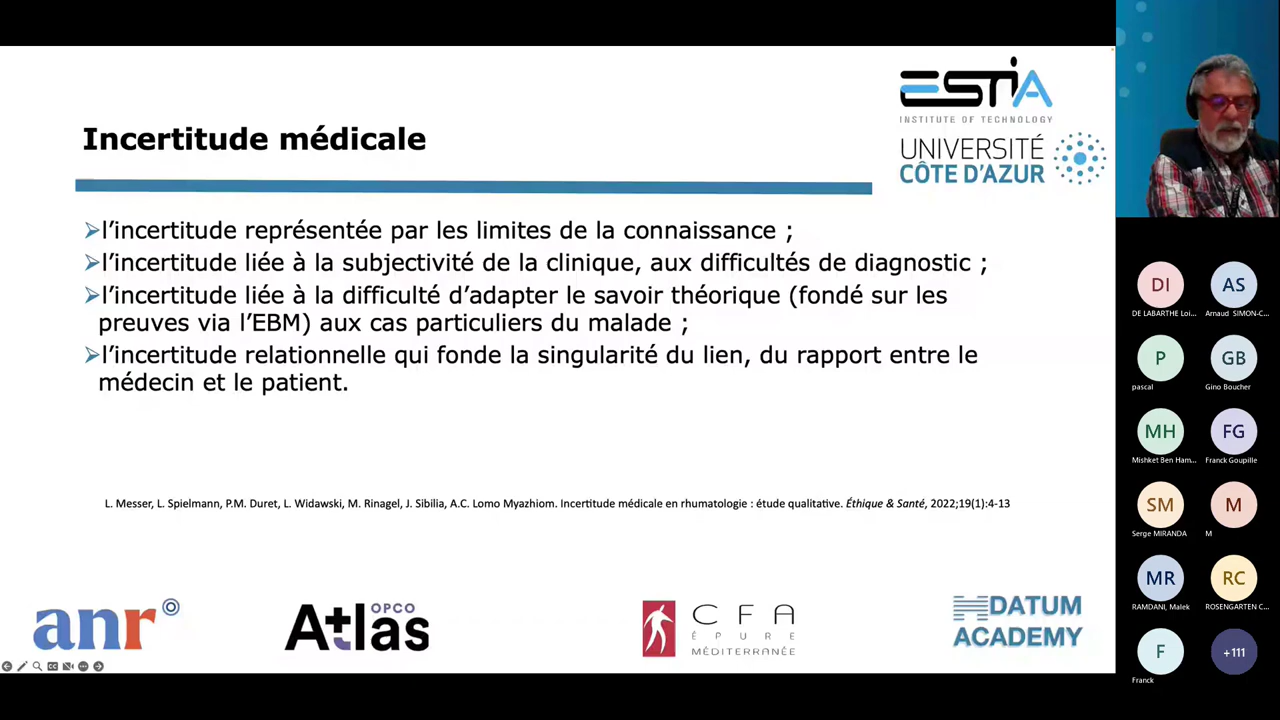 ESTIA
INSTITUTE OF TECHNOLOGY
UNIVERSITÉ
CÔTE D'AZUR
Incertitude médicale
l’incertitude représentée par les limites de la connaissance ;
l’incertitude liée à la subjectivité de la clinique, aux difficultés de diagnostic ;
l’incertitude liée à la difficulté d’adapter le savoir théorique (fondé sur les
preuves via l’EBM) aux cas particuliers du malade ;
l’incertitude relationnelle qui fonde la singularité du lien, du rapport entre le
médecin et le patient.
L. Messer, L. Spielmann, P.M. Duret, L. Widawski, M. Rinagel, J. Sibilia, A.C. Lomo Myazhiom. Incertitude médicale en rhumatologie : étude qualitative. Éthique & Santé, 2022;19(1):4-13
anr
OPCO
Atlas
CFA
ÉPURE
MÉDITERRANÉE
DATUM
ACADEMY
DI
DE LABARTHE Loi...
AS
Arnaud SIMON-C...
P
pascal
GB
Gino Boucher
MH
Mishket Ben Ham...
FG
Franck Goupille
SM
Serge MIRANDA
M
M
MR
RAMDANI, Malek
RC
ROSENGARTEN C...
F
Franck
+111